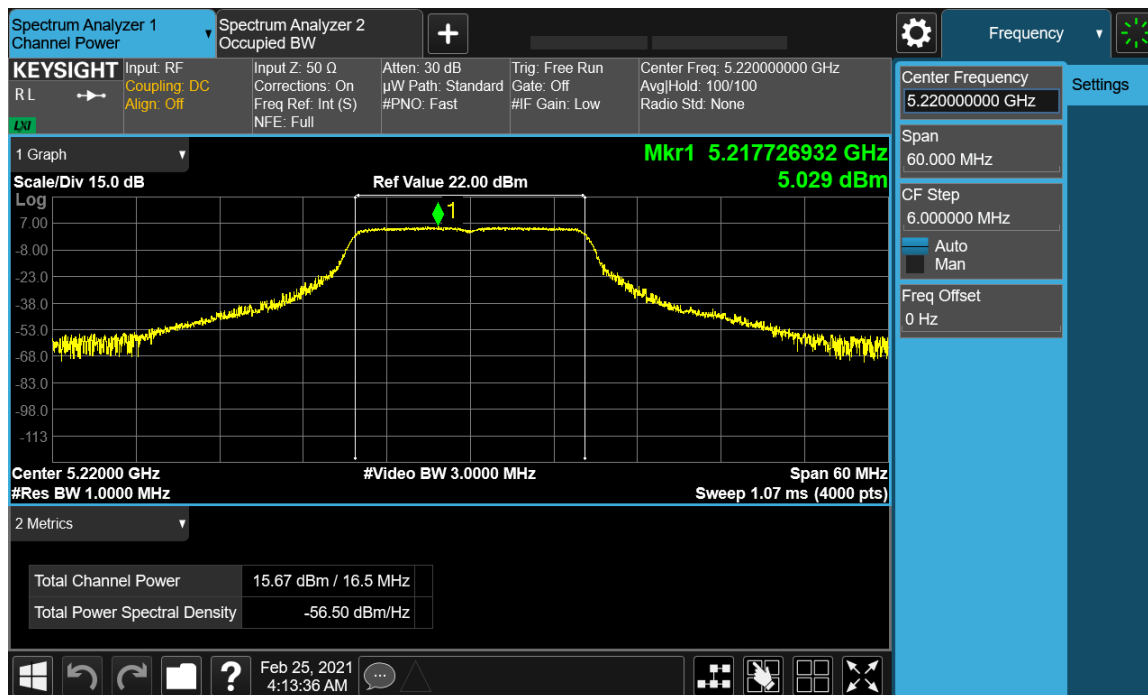 Spectrum Analyzer 1
Channel Power
Spectrum Analyzer 2
Occupied BW
Frequency
KEYSIGHT
RL
LXI
Input: RF
Coupling: DC
Align: Off
Input Z: 50 Ω
Corrections: On
Freq Ref: Int (S)
NFE: Full
Atten: 30 dB
µW Path: Standard
#PNO: Fast
Trig: Free Run
Gate: Off
#IF Gain: Low
Center Freq: 5.220000000 GHz
Avg|Hold: 100/100
Radio Std: None
Center Frequency
5.220000000 GHz
Settings
Span
60.000 MHz
CF Step
6.000000 MHz
Auto
Man
Freq Offset
0 Hz
1 Graph
Mkr1 5.217726932 GHz
5.029 dBm
Scale/Div 15.0 dB
Ref Value 22.00 dBm
Log
1
7.00
-8.00
-23.0
-38.0
-53.0
-68.0
-83.0
-98.0
-113
Center 5.22000 GHz
#Video BW 3.0000 MHz
Span 60 MHz
#Res BW 1.0000 MHz
Sweep 1.07 ms (4000 pts)
2 Metrics
Total Channel Power 15.67 dBm / 16.5 MHz
Total Power Spectral Density -56.50 dBm/Hz
?
Feb 25, 2021
4:13:36 AM